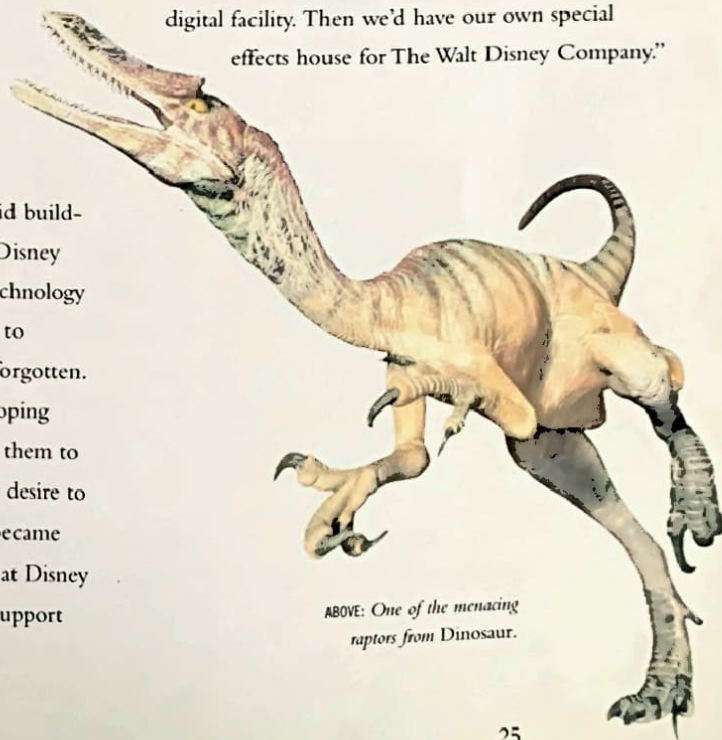 digital facility. Then we'd have our own special
effects house for The Walt Disney Company."
id build-
Disney
chnology
to
orgotten.
oping
them to
desire to
ecame
at Disney
upport
ABOVE: One of the menacing
raptors from Dinosaur.
25